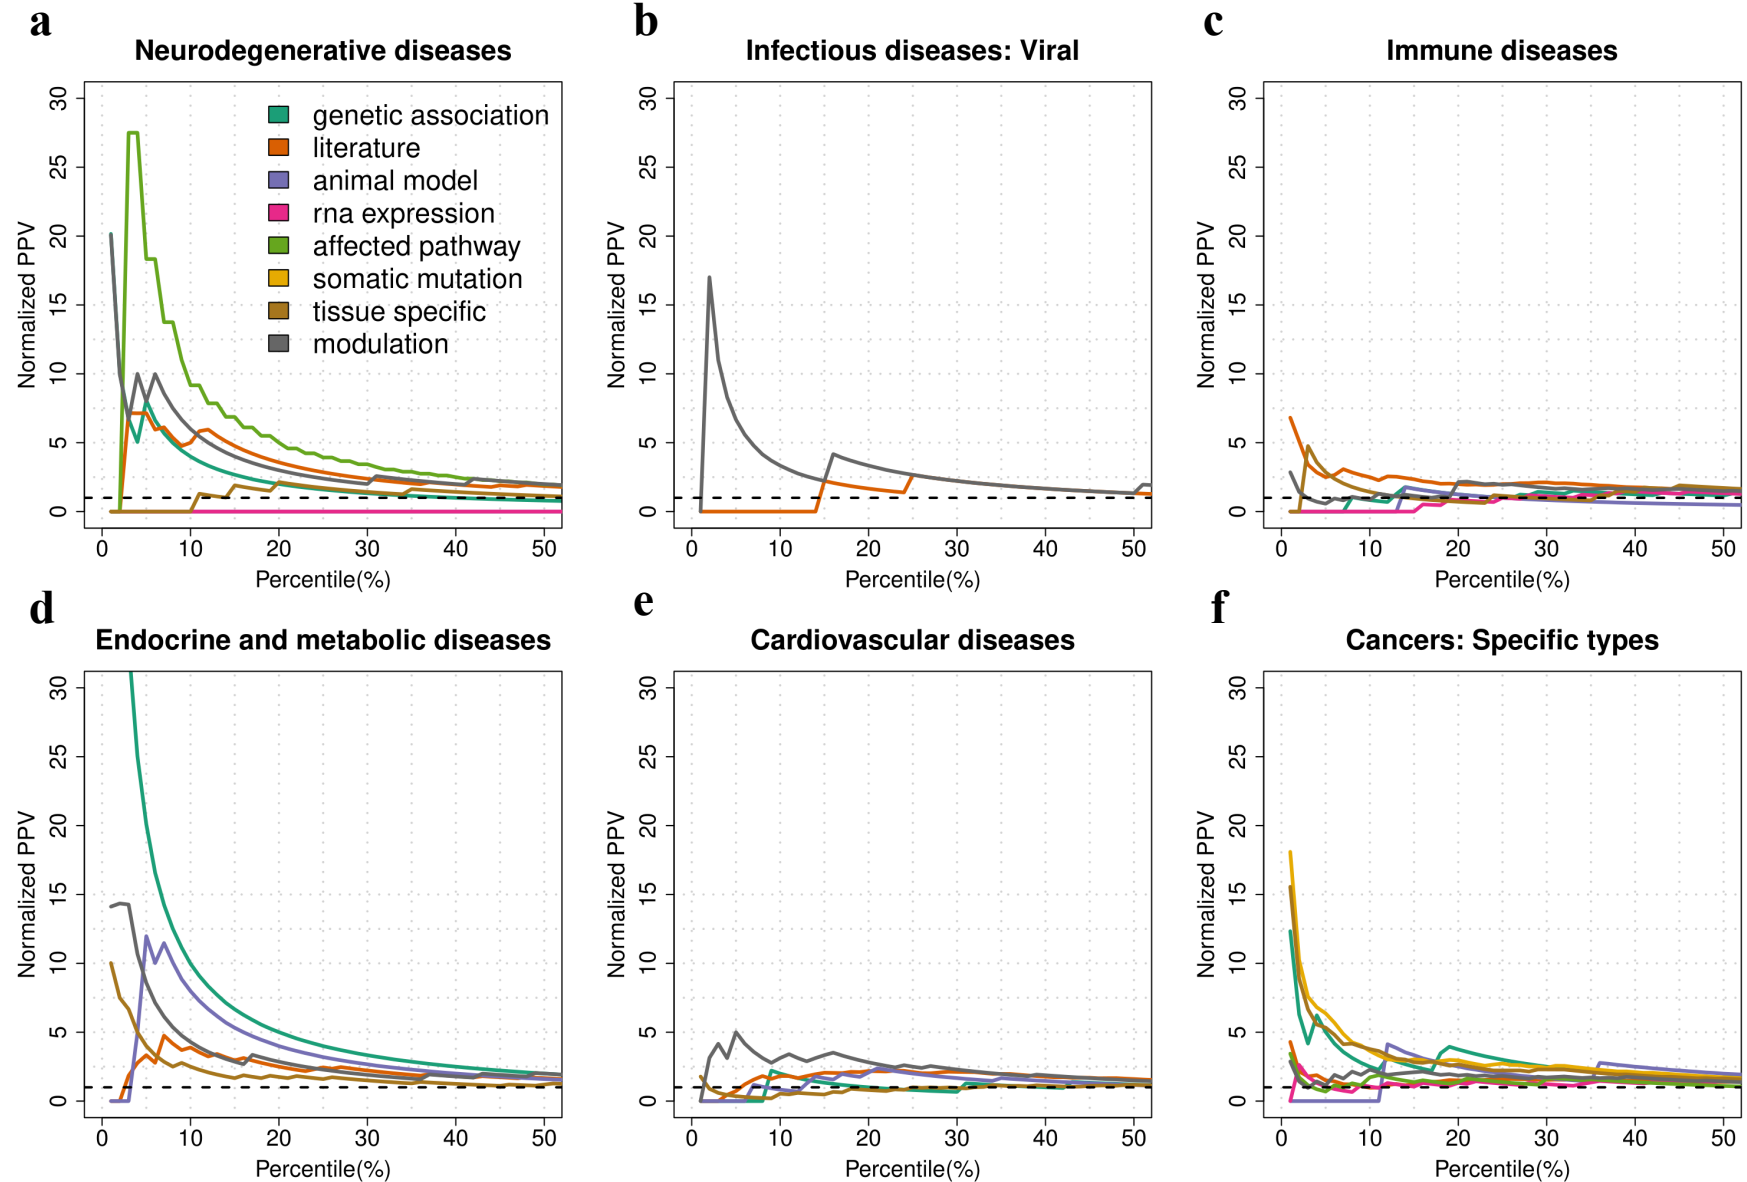 a
Neurodegenerative diseases
30
25
20
15
10
5
0
Normalized PPV
genetic association
literature
animal model
rna expression
affected pathway
somatic mutation
tissue specific
modulation
0 10 20 30 40 50
Percentile(%)
b
Infectious diseases: Viral
30
25
20
15
10
5
0
Normalized PPV
0 10 20 30 40 50
Percentile(%)
c
Immune diseases
30
25
20
15
10
5
0
Normalized PPV
0 10 20 30 40 50
Percentile(%)
d
Endocrine and metabolic diseases
30
25
20
15
10
5
0
Normalized PPV
0 10 20 30 40 50
Percentile(%)
e
Cardiovascular diseases
30
25
20
15
10
5
0
Normalized PPV
0 10 20 30 40 50
Percentile(%)
f
Cancers: Specific types
30
25
20
15
10
5
0
Normalized PPV
0 10 20 30 40 50
Percentile(%)